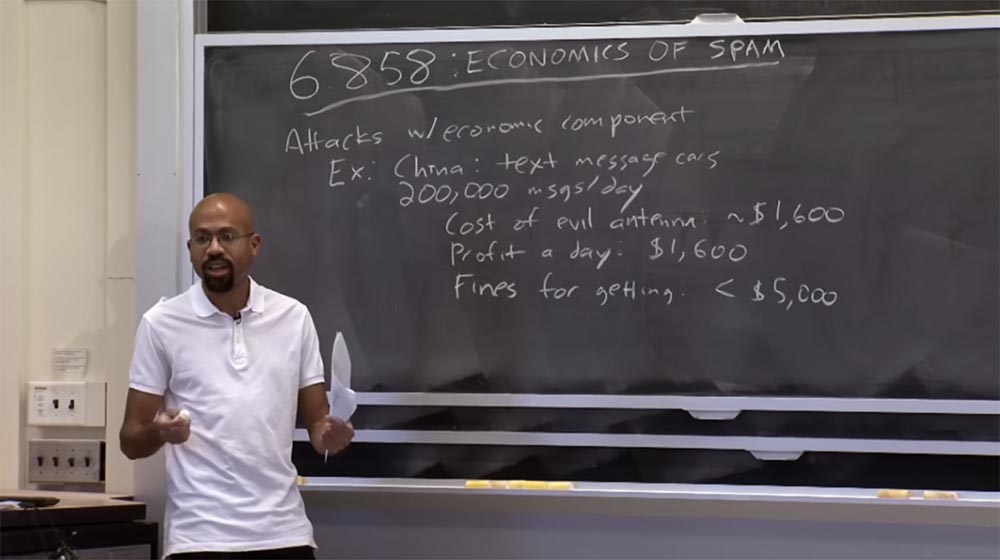 6.858: ECONOMICS OF SPAM
Attacks w/economic component
Ex: China: text message cars
200,000 msgs/day
Cost of evil antenna: ~$1,600
Profit a day: $1,600
Fines for getting: < $5,000